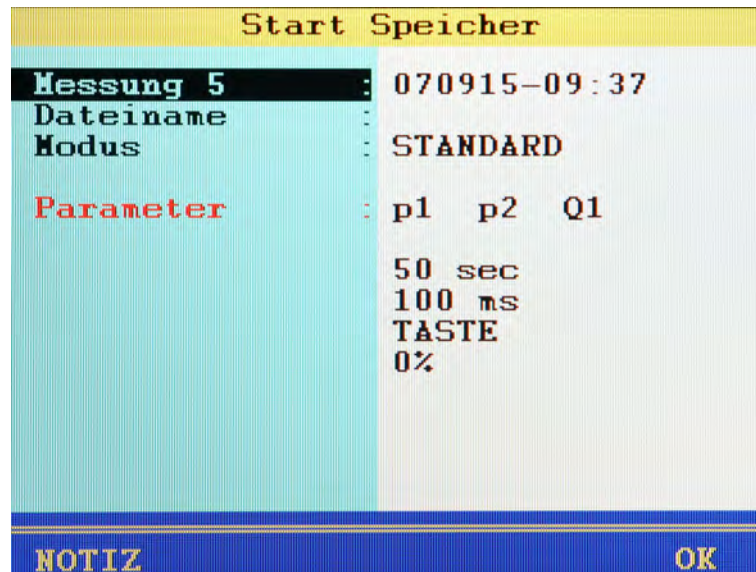 Start Speicher
Messung 5 : 070915-09:37
Dateiname :
Modus : STANDARD
Parameter : p1 p2 Q1
50 sec
100 ms
TASTE
0%
NOTIZ OK